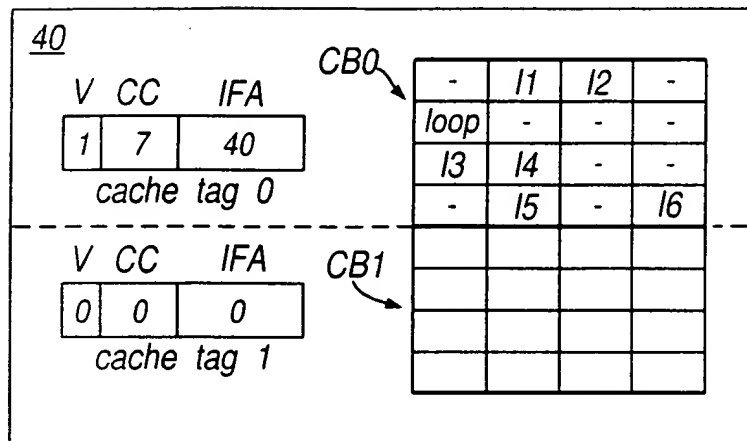 40
V CC IFA
1 7 40
cache tag 0
CB0
- I1 I2 -
loop - - -
I3 I4 - -
- I5 - I6
V CC IFA
0 0 0
cache tag 1
CB1